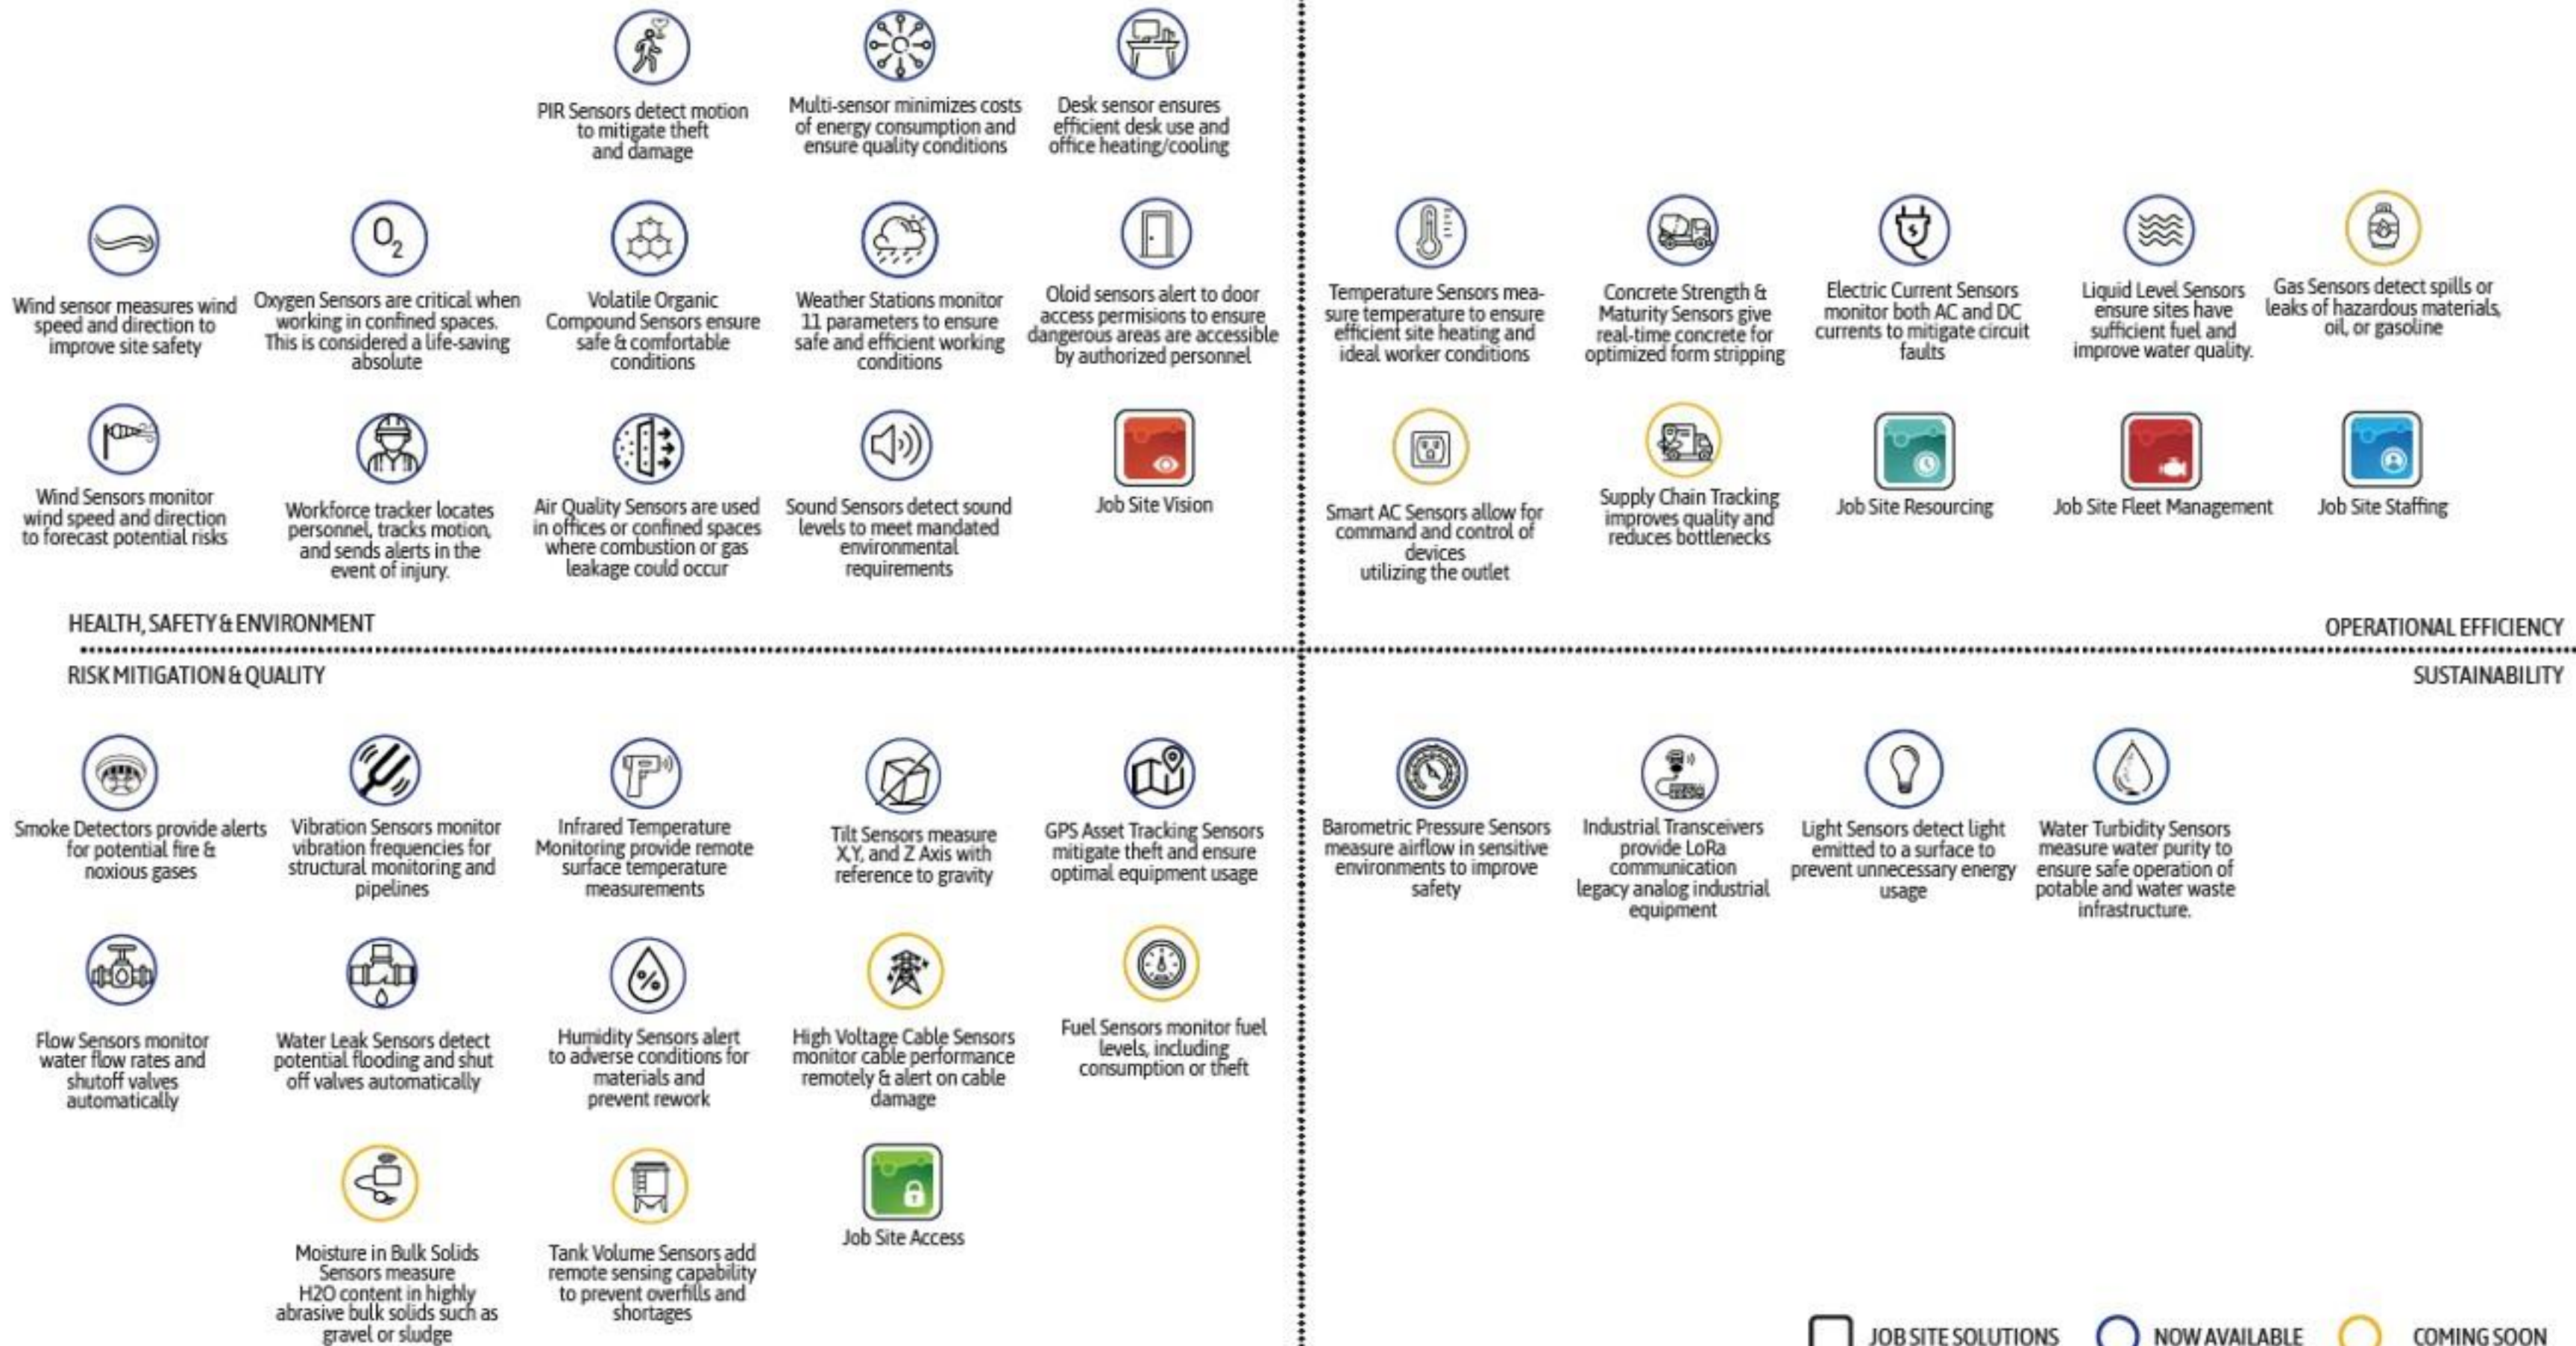 PIR Sensors detect motion
to mitigate theft
and damage
Multi-sensor minimizes costs
of energy consumption and
ensure quality conditions
Desk sensor ensures
efficient desk use and
office heating/cooling
Wind sensor measures wind
speed and direction to
improve site safety
O2
Oxygen Sensors are critical when
working in confined spaces.
This is considered a life-saving
absolute
Volatile Organic
Compound Sensors ensure
safe & comfortable
conditions
Weather Stations monitor
11 parameters to ensure
safe and efficient working
conditions
Oloid sensors alert to door
access permisions to ensure
dangerous areas are accessible
by authorized personnel
Wind Sensors monitor
wind speed and direction
to forecast potential risks
Workforce tracker locates
personnel, tracks motion,
and sends alerts in the
event of injury.
Air Quality Sensors are used
in offices or confined spaces
where combustion or gas
leakage could occur
Sound Sensors detect sound
levels to meet mandated
environmental
requirements
Job Site Vision
HEALTH, SAFETY & ENVIRONMENT
Temperature Sensors mea-
sure temperature to ensure
efficient site heating and
ideal worker conditions
Concrete Strength &
Maturity Sensors give
real-time concrete for
optimized form stripping
Electric Current Sensors
monitor both AC and DC
currents to mitigate circuit
faults
Liquid Level Sensors
ensure sites have
sufficient fuel and
improve water quality.
Gas Sensors detect spills or
leaks of hazardous materials,
oil, or gasoline
Smart AC Sensors allow for
command and control of
devices
utilizing the outlet
Supply Chain Tracking
improves quality and
reduces bottlenecks
Job Site Resourcing
Job Site Fleet Management
Job Site Staffing
OPERATIONAL EFFICIENCY
RISK MITIGATION & QUALITY
Smoke Detectors provide alerts
for potential fire &
noxious gases
Vibration Sensors monitor
vibration frequencies for
structural monitoring and
pipelines
Infrared Temperature
Monitoring provide remote
surface temperature
measurements
Tilt Sensors measure
X,Y, and Z Axis with
reference to gravity
GPS Asset Tracking Sensors
mitigate theft and ensure
optimal equipment usage
Flow Sensors monitor
water flow rates and
shutoff valves
automatically
Water Leak Sensors detect
potential flooding and shut
off valves automatically
%
Humidity Sensors alert
to adverse conditions for
materials and
prevent rework
High Voltage Cable Sensors
monitor cable performance
remotely & alert on cable
damage
Fuel Sensors monitor fuel
levels, including
consumption or theft
Moisture in Bulk Solids
Sensors measure
H2O content in highly
abrasive bulk solids such as
gravel or sludge
Tank Volume Sensors add
remote sensing capability
to prevent overfills and
shortages
Job Site Access
SUSTAINABILITY
Barometric Pressure Sensors
measure airflow in sensitive
environments to improve
safety
Industrial Transceivers
provide LoRa
communication
legacy analog industrial
equipment
Light Sensors detect light
emitted to a surface to
prevent unnecessary energy
usage
Water Turbidity Sensors
measure water purity to
ensure safe operation of
potable and water waste
infrastructure.
JOB SITE SOLUTIONS
NOW AVAILABLE
COMING SOON